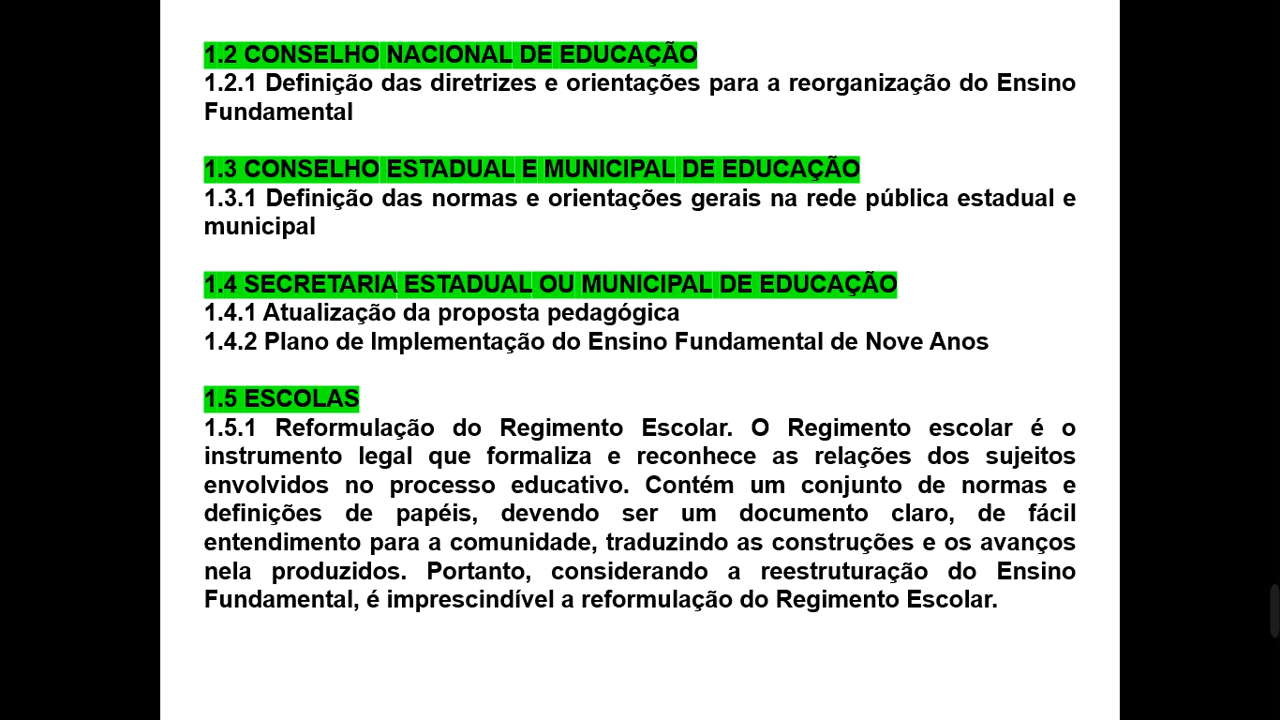 1.2 CONSELHO NACIONAL DE EDUCAÇÃO
1.2.1 Definição das diretrizes e orientações para a reorganização do Ensino
Fundamental
1.3 CONSELHO ESTADUAL E MUNICIPAL DE EDUCAÇÃO
1.3.1 Definição das normas e orientações gerais na rede pública estadual e
municipal
1.4 SECRETARIA ESTADUAL OU MUNICIPAL DE EDUCAÇÃO
1.4.1 Atualização da proposta pedagógica
1.4.2 Plano de Implementação do Ensino Fundamental de Nove Anos
1.5 ESCOLAS
1.5.1 Reformulação do Regimento Escolar. O Regimento escolar é o
instrumento legal que formaliza e reconhece as relações dos sujeitos
envolvidos no processo educativo. Contém um conjunto de normas e
definições de papéis, devendo ser um documento claro, de fácil
entendimento para a comunidade, traduzindo as construções e os avanços
nela produzidos. Portanto, considerando a reestruturação do Ensino
Fundamental, é imprescindível a reformulação do Regimento Escolar.